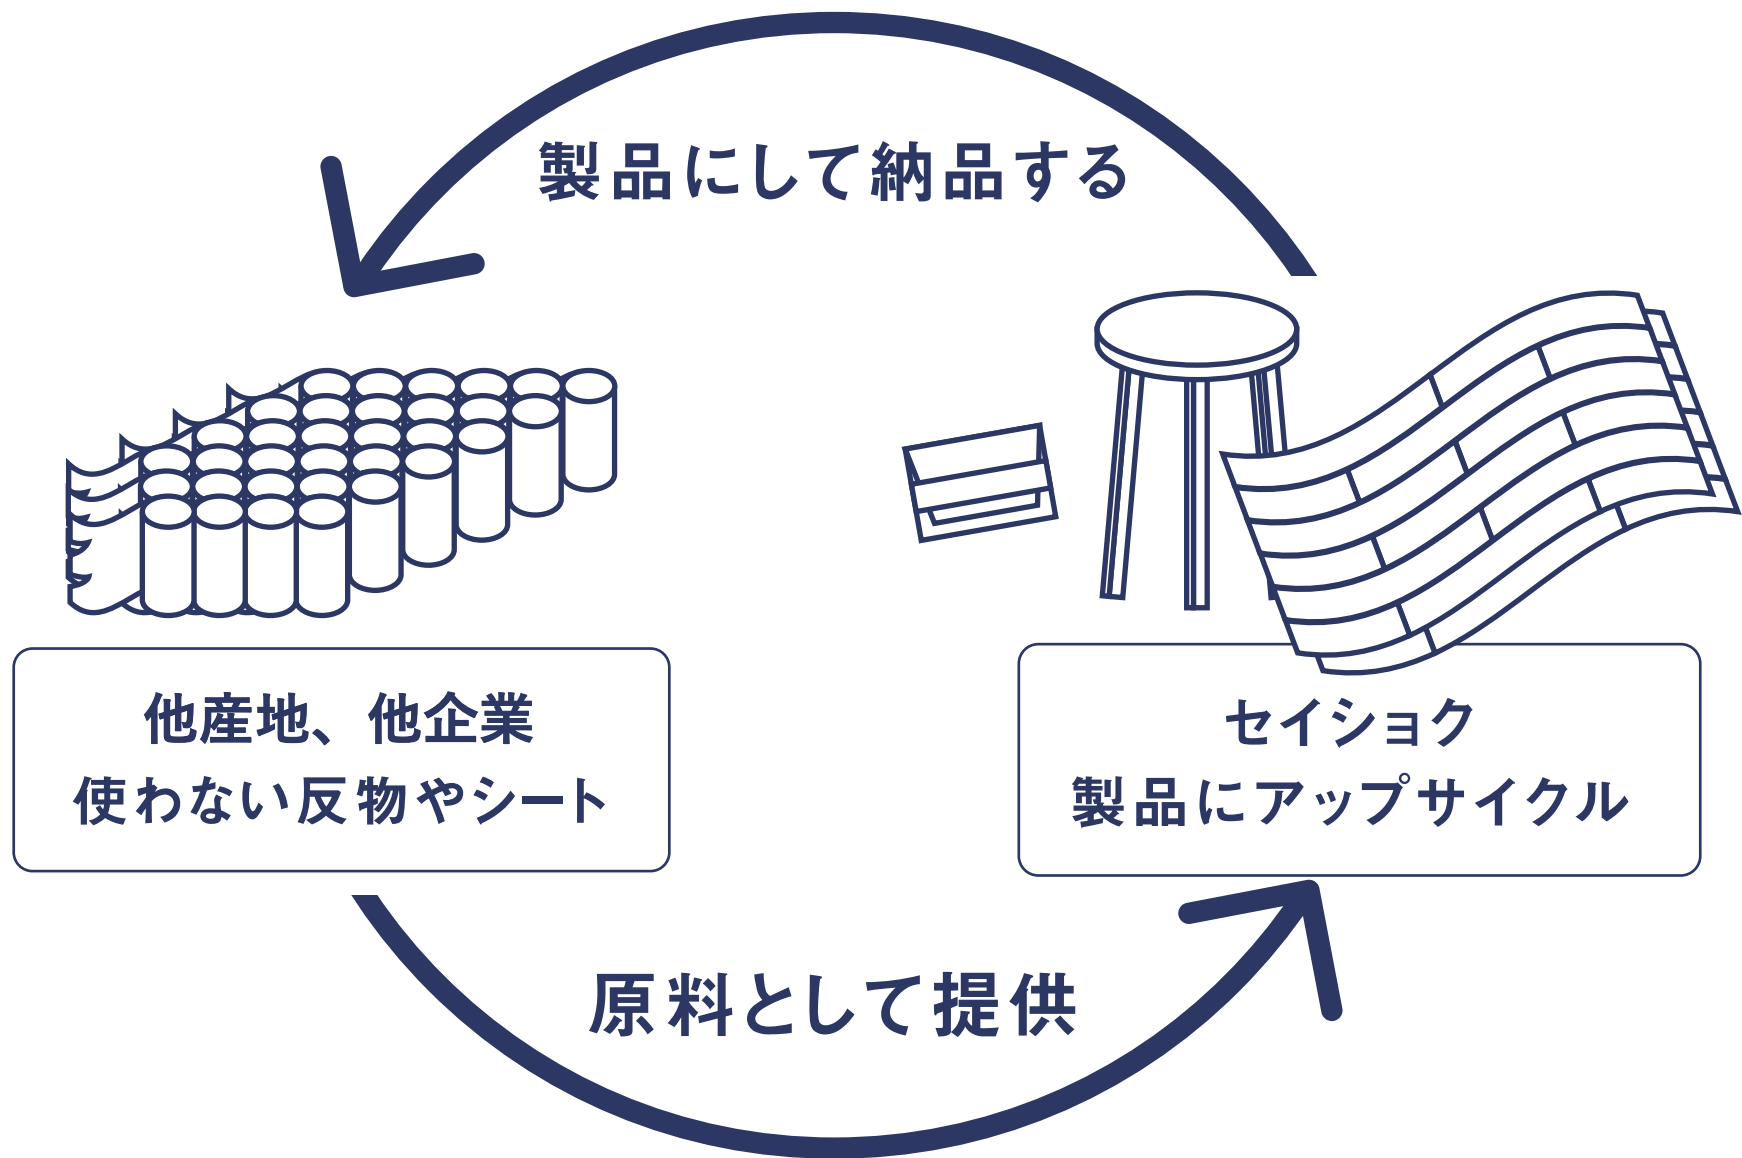 製品にして納品する
他産地、他企業
使わない反物やシート
セイショク
製品にアップサイクル
原料として提供